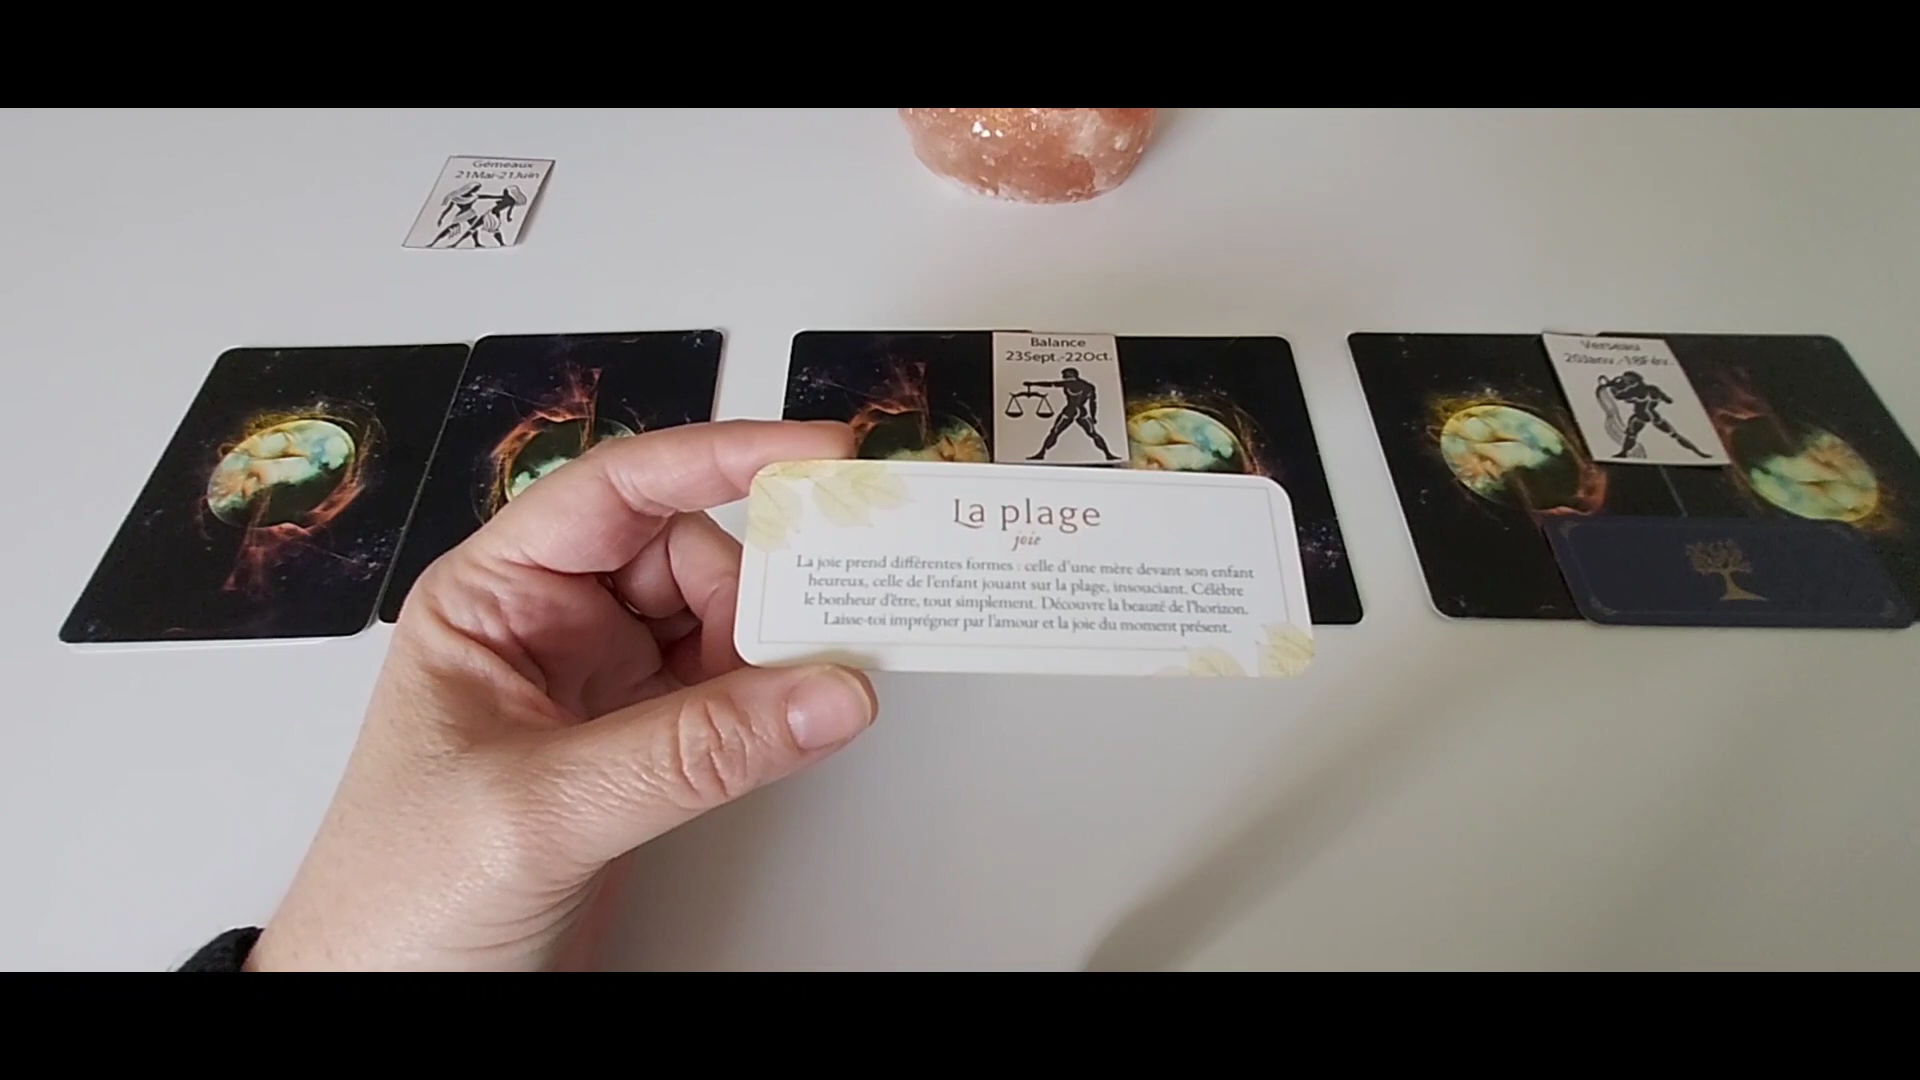 Gémeaux
21Mai-21Juin
Balance
23Sept.-22Oct.
Verseau
20Janv.-18Fév.
La plage
joie
La joie prend différentes formes : celle d'une mère devant son enfant
heureux, celle de l'enfant jouant sur la plage, insouciant. Célèbre
le bonheur d'être, tout simplement. Découvre la beauté de l'horizon.
Laisse-toi imprégner par l'amour et la joie du moment présent.